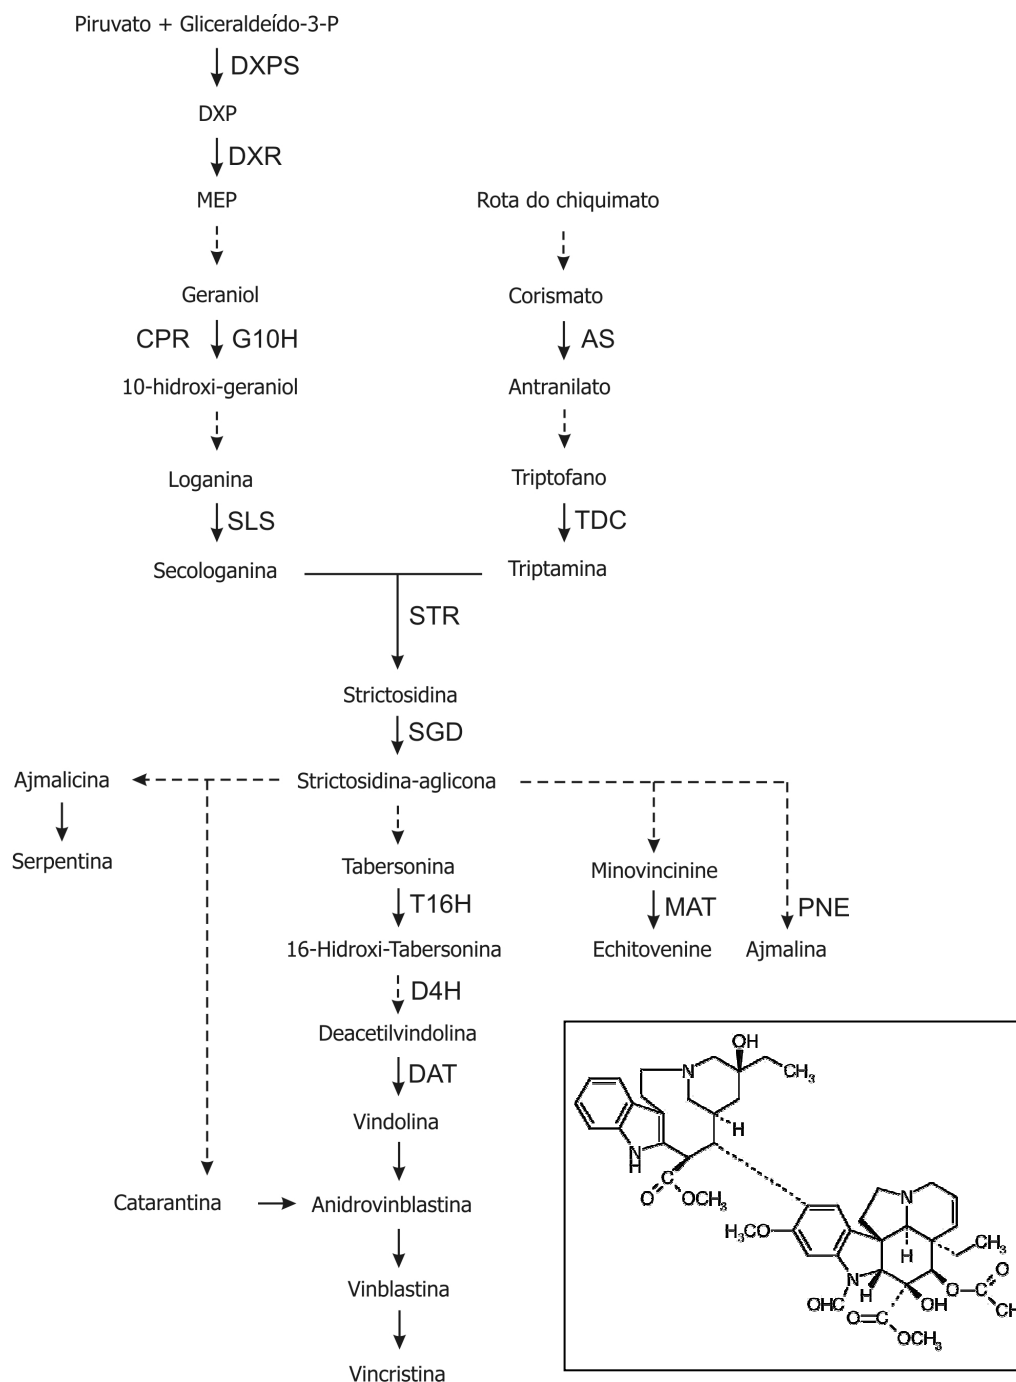 Piruvato + Gliceraldeído-3-P
DXPS
DXP
DXR
MEP
Rota do chiquimato
Geraniol
Corismato
CPR
G10H
AS
10-hidroxi-geraniol
Antranilato
Loganina
Triptofano
SLS
TDC
Secologanina
Triptamina
STR
Strictosidina
SGD
Ajmalicina
Strictosidina-aglicona
Serpentina
Tabersonina
Minovincinine
T16H
MAT
PNE
16-Hidroxi-Tabersonina
Echitovenine
Ajmalina
D4H
Deacetilvindolina
DAT
Vindolina
Catarantina
Anidrovinblastina
Vinblastina
Vincristina
OH
N
CH₃
H
N
H
C
O
OCH₃
N
H₃CO
H
CH₃
N
H
O
OHC
OH
O
C
CH
O
C
OCH₃